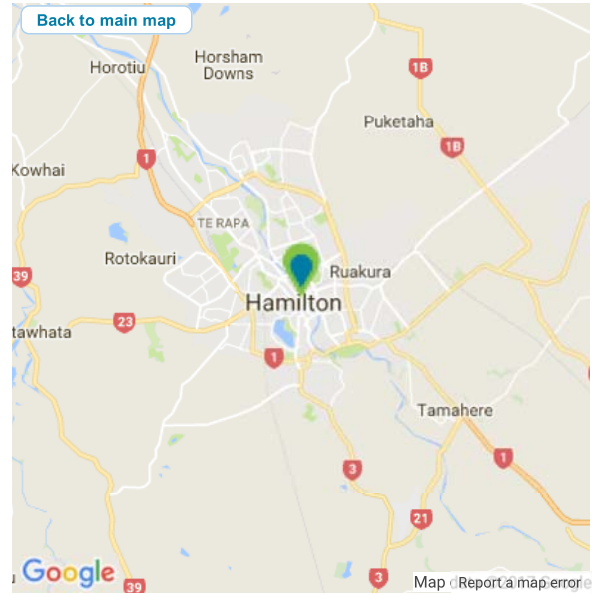 Back to main map
Horsham
Downs
Horotiu
1B
Puketaha
1B
1
Kowhai
TE RAPA
Rotokauri
Ruakura
39
Hamilton
23
tawhata
1
Tamahere
1
3
21
Google
3
39
Map
Report a map error